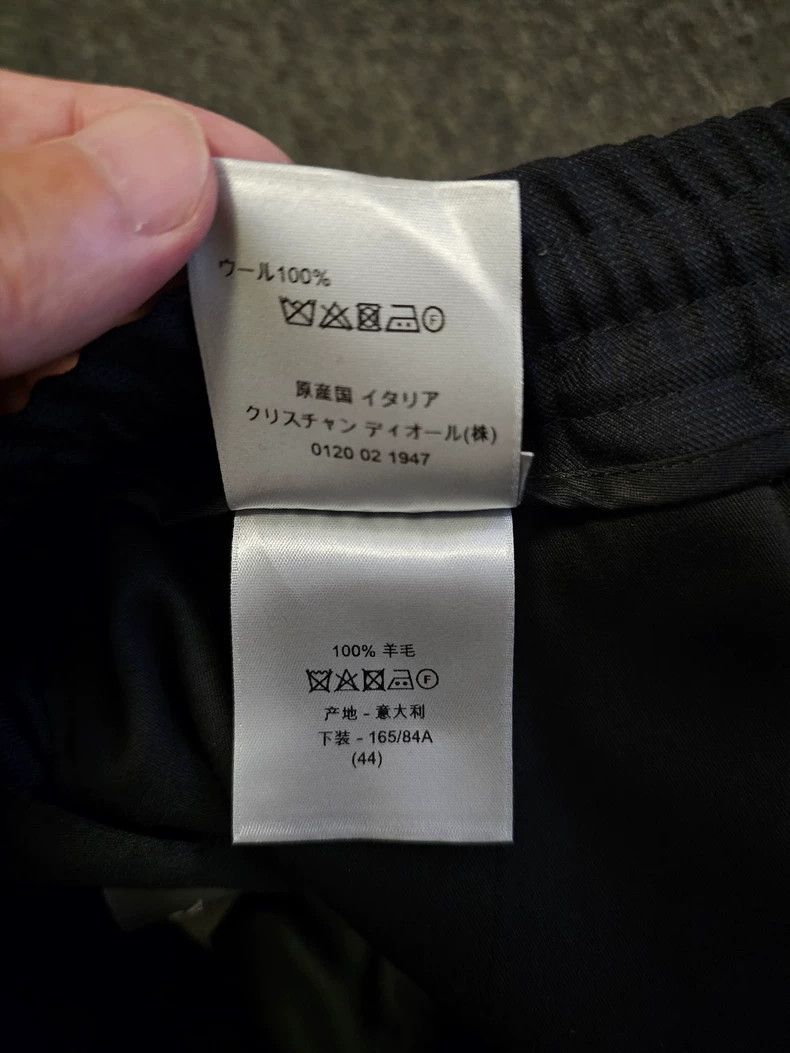 ウール100%
F
原産国 イタリア
クリスチャン ディオール(株)
0120 02 1947
100% 羊毛
F
产地 - 意大利
下装 - 165/84A
(44)